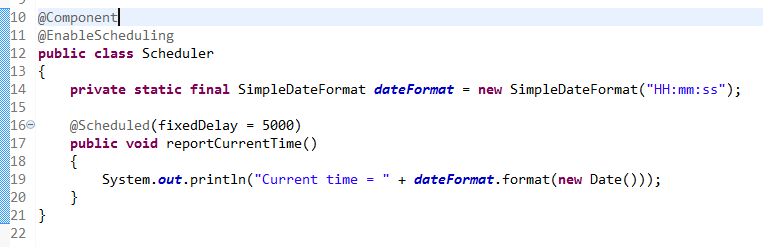 10 @Component
11 @EnableScheduling
12 public class Scheduler
13 {
14     private static final SimpleDateFormat dateFormat = new SimpleDateFormat("HH:mm:ss");
15
16     @Scheduled(fixedDelay = 5000)
17     public void reportCurrentTime()
18     {
19         System.out.println("Current time = " + dateFormat.format(new Date()));
20     }
21 }
22